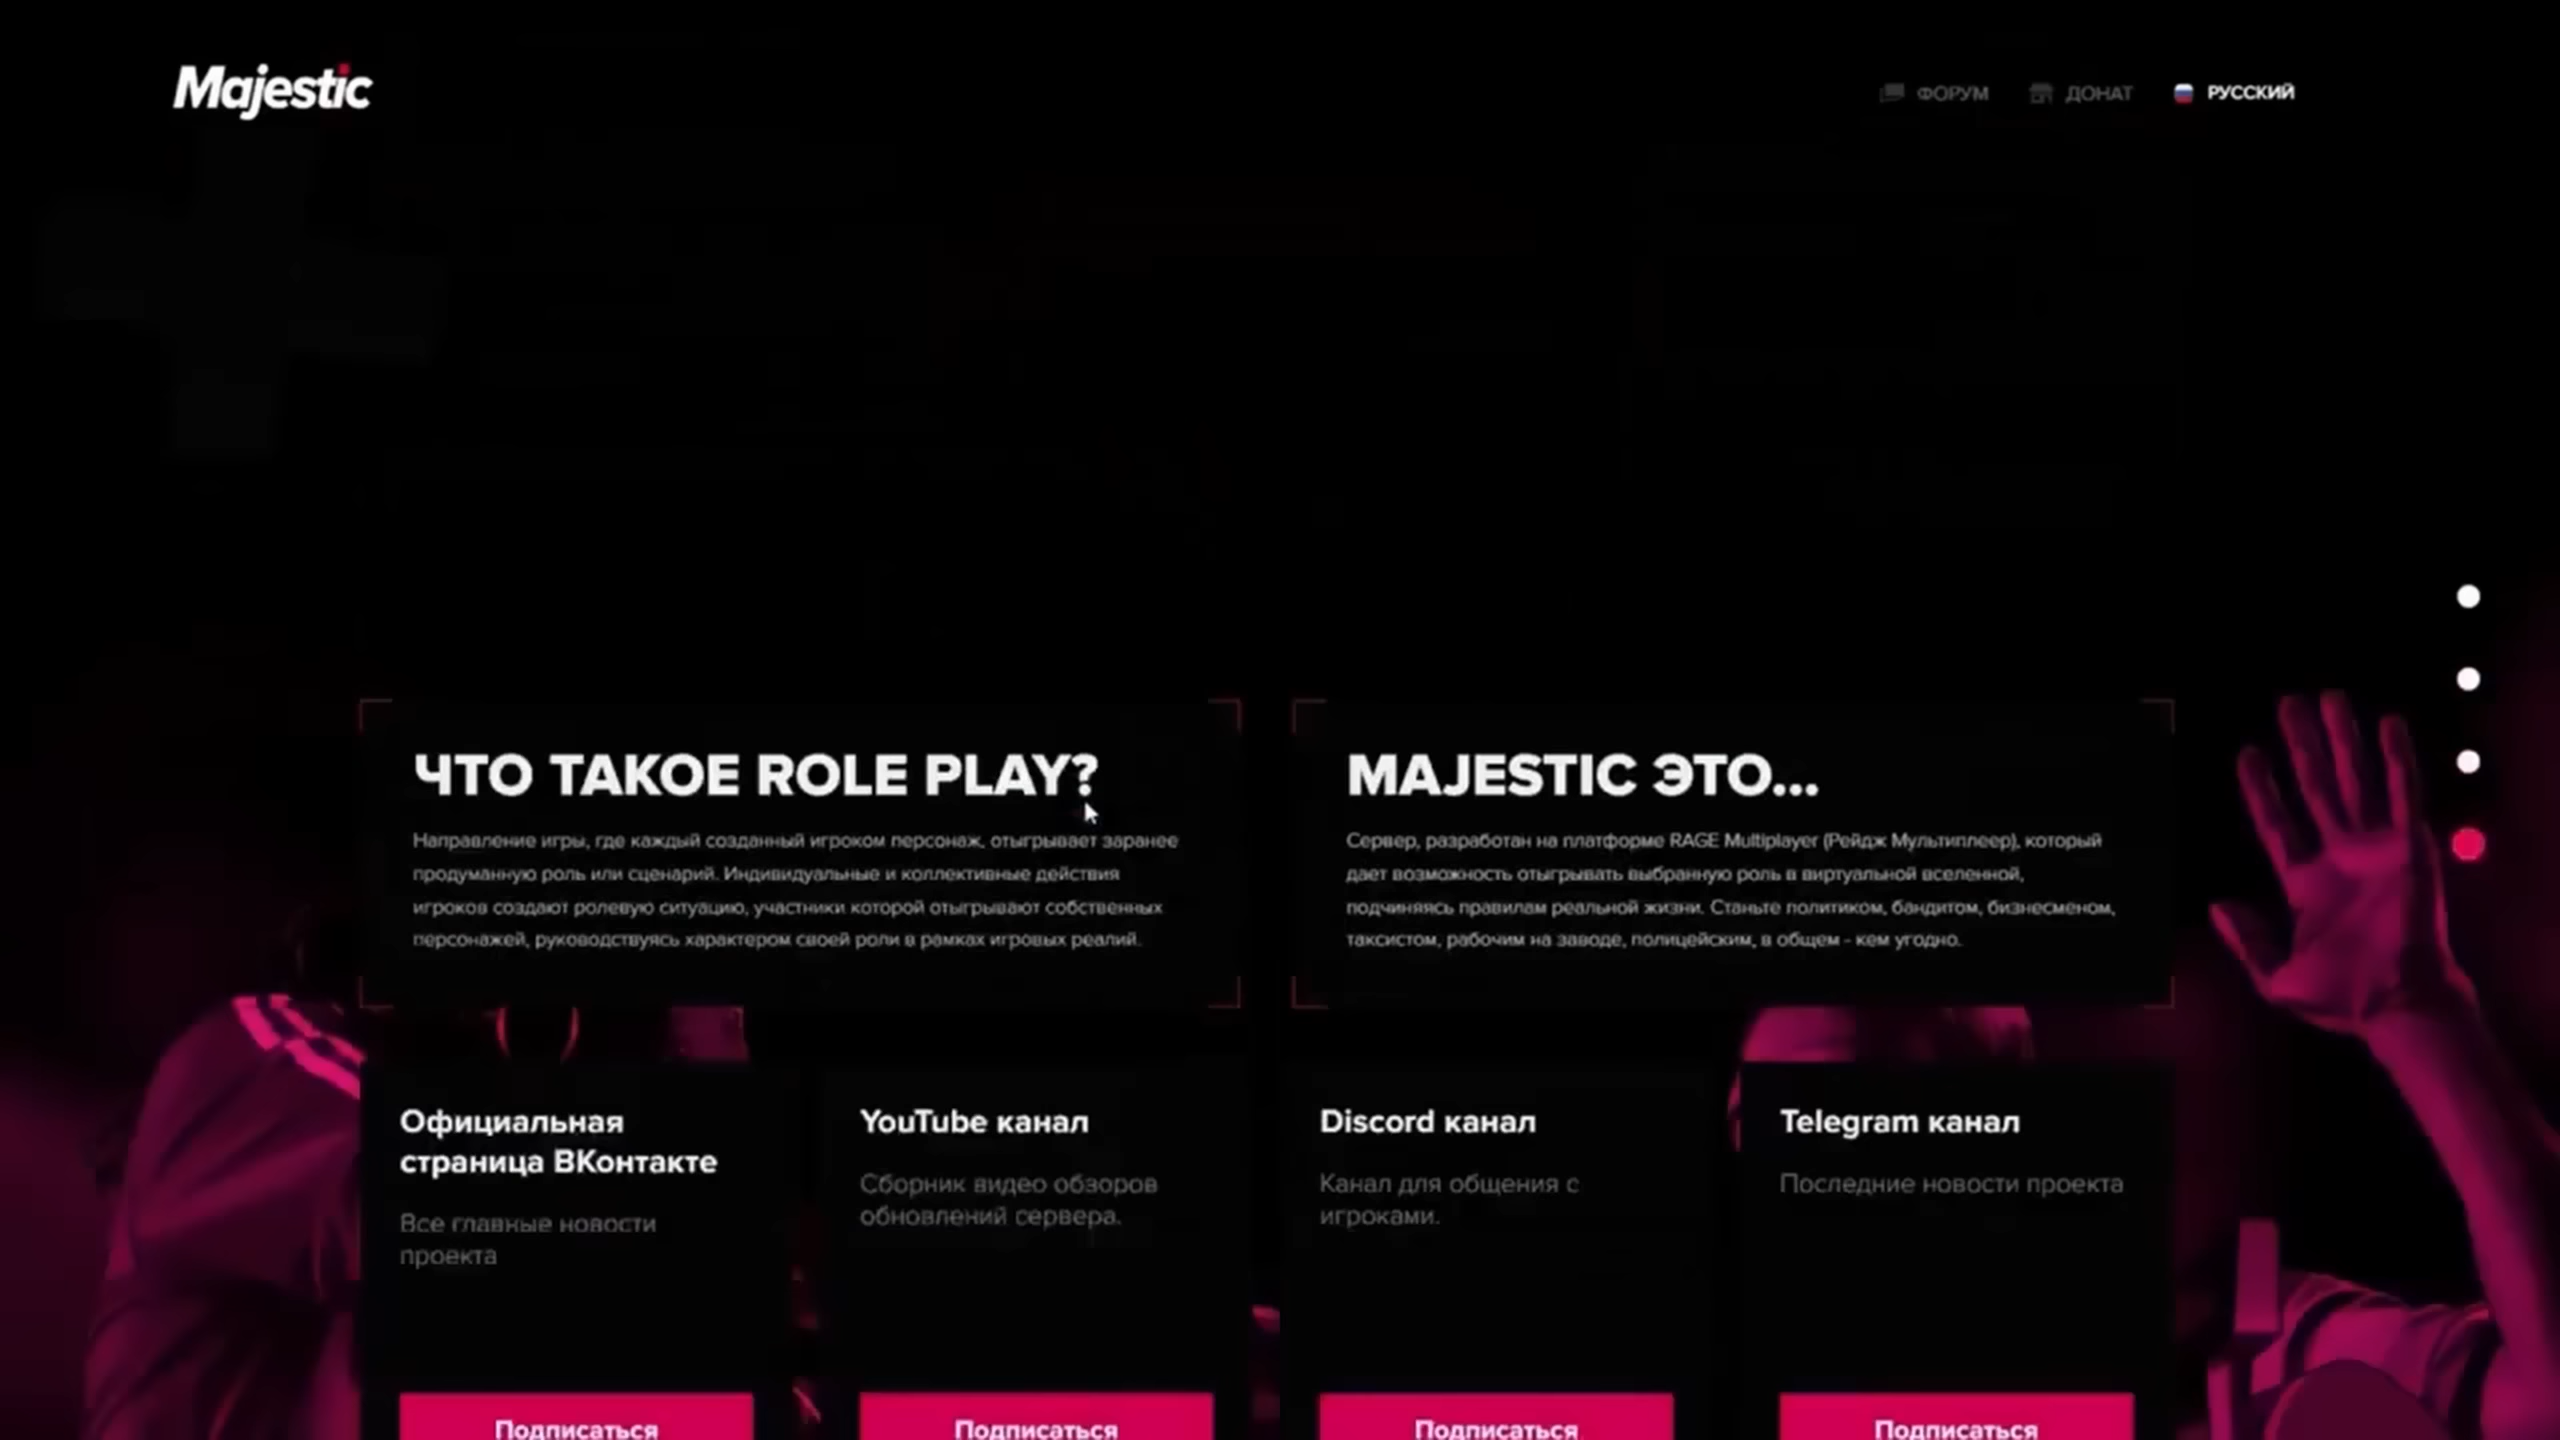 Majestic
ФОРУМ
ДОНАТ
РУССКИЙ
ЧТО ТАКОЕ ROLE PLAY?
Направление игры, где каждый созданный игроком персонаж, отыгрывает заранее
продуманную роль или сценарий. Индивидуальные и коллективные действия
игроков создают ролевую ситуацию, участники которой отыгрывают собственных
персонажей, руководствуясь характером своей роли в рамках игровых реалий.
MAJESTIC ЭТО...
Сервер, разработан на платформе RAGE Multiplayer (Рейдж Мультиплеер), который
дает возможность отыгрывать выбранную роль в виртуальной вселенной,
подчиняясь правилам реальной жизни. Станьте политиком, бандитом, бизнесменом,
таксистом, рабочим на заводе, полицейским, в общем - кем угодно.
Официальная
страница ВКонтакте
Все главные новости
проекта
Подписаться
YouTube канал
Сборник видео обзоров
обновлений сервера.
Подписаться
Discord канал
Канал для общения с
игроками.
Подписаться
Telegram канал
Последние новости проекта
Подписаться